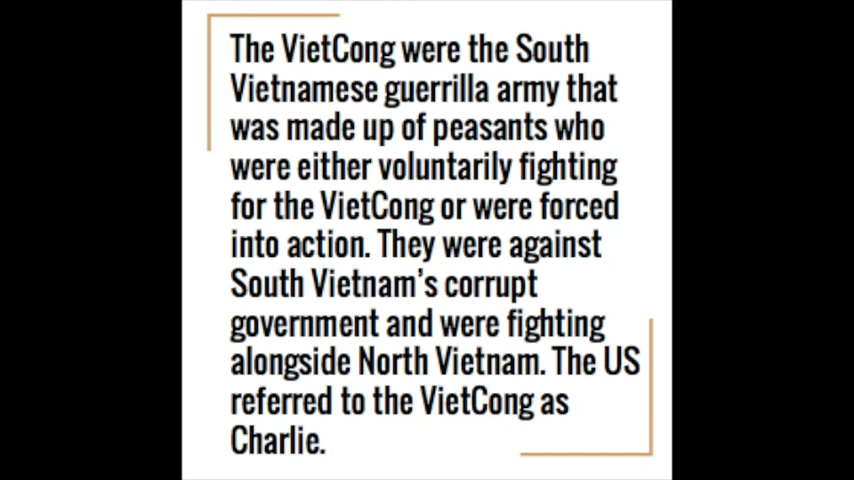 The VietCong were the South
Vietnamese guerrilla army that
was made up of peasants who
were either voluntarily fighting
for the VietCong or were forced
into action. They were against
South Vietnam’s corrupt
government and were fighting
alongside North Vietnam. The US
referred to the VietCong as
Charlie.